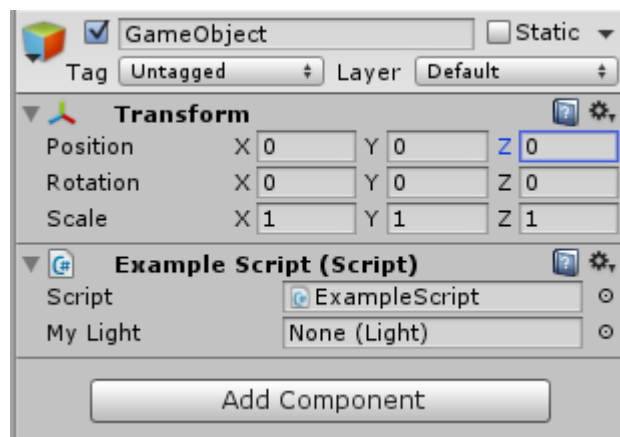 GameObject Static
Tag Untagged Layer Default
Transform
Position X 0 Y 0 Z 0
Rotation X 0 Y 0 Z 0
Scale X 1 Y 1 Z 1
C# Example Script (Script)
Script ExampleScript
My Light None (Light)
Add Component